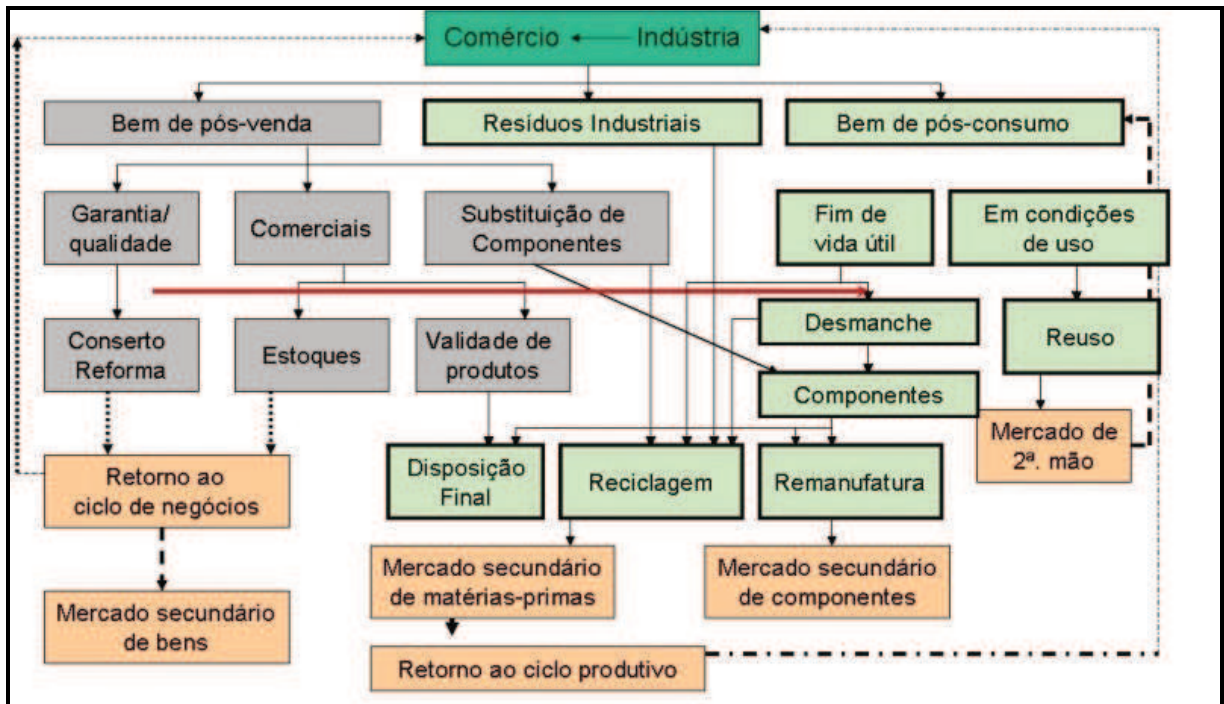 Comércio Indústria
Bem de pós-venda
Resíduos Industriais
Bem de pós-consumo
Garantia/
qualidade
Comerciais
Substituição de
Componentes
Fim de
vida útil
Em condições
de uso
Conserto
Reforma
Estoques
Validade de
produtos
Desmanche
Reuso
Componentes
Mercado de
2ª. mão
Retorno ao
ciclo de negócios
Disposição
Final
Reciclagem
Remanufatura
Mercado secundário
de matérias-primas
Mercado secundário
de componentes
Mercado secundário
de bens
Retorno ao ciclo produtivo